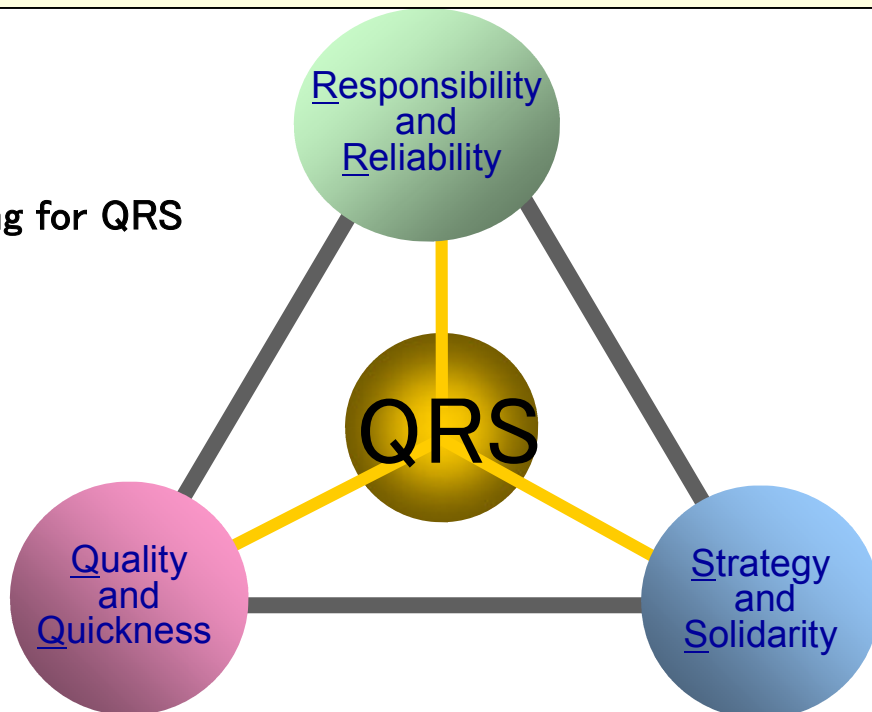 Responsibility
and
Reliability
for QRS
QRS
Quality
and
Quickness
Strategy
and
Solidarity